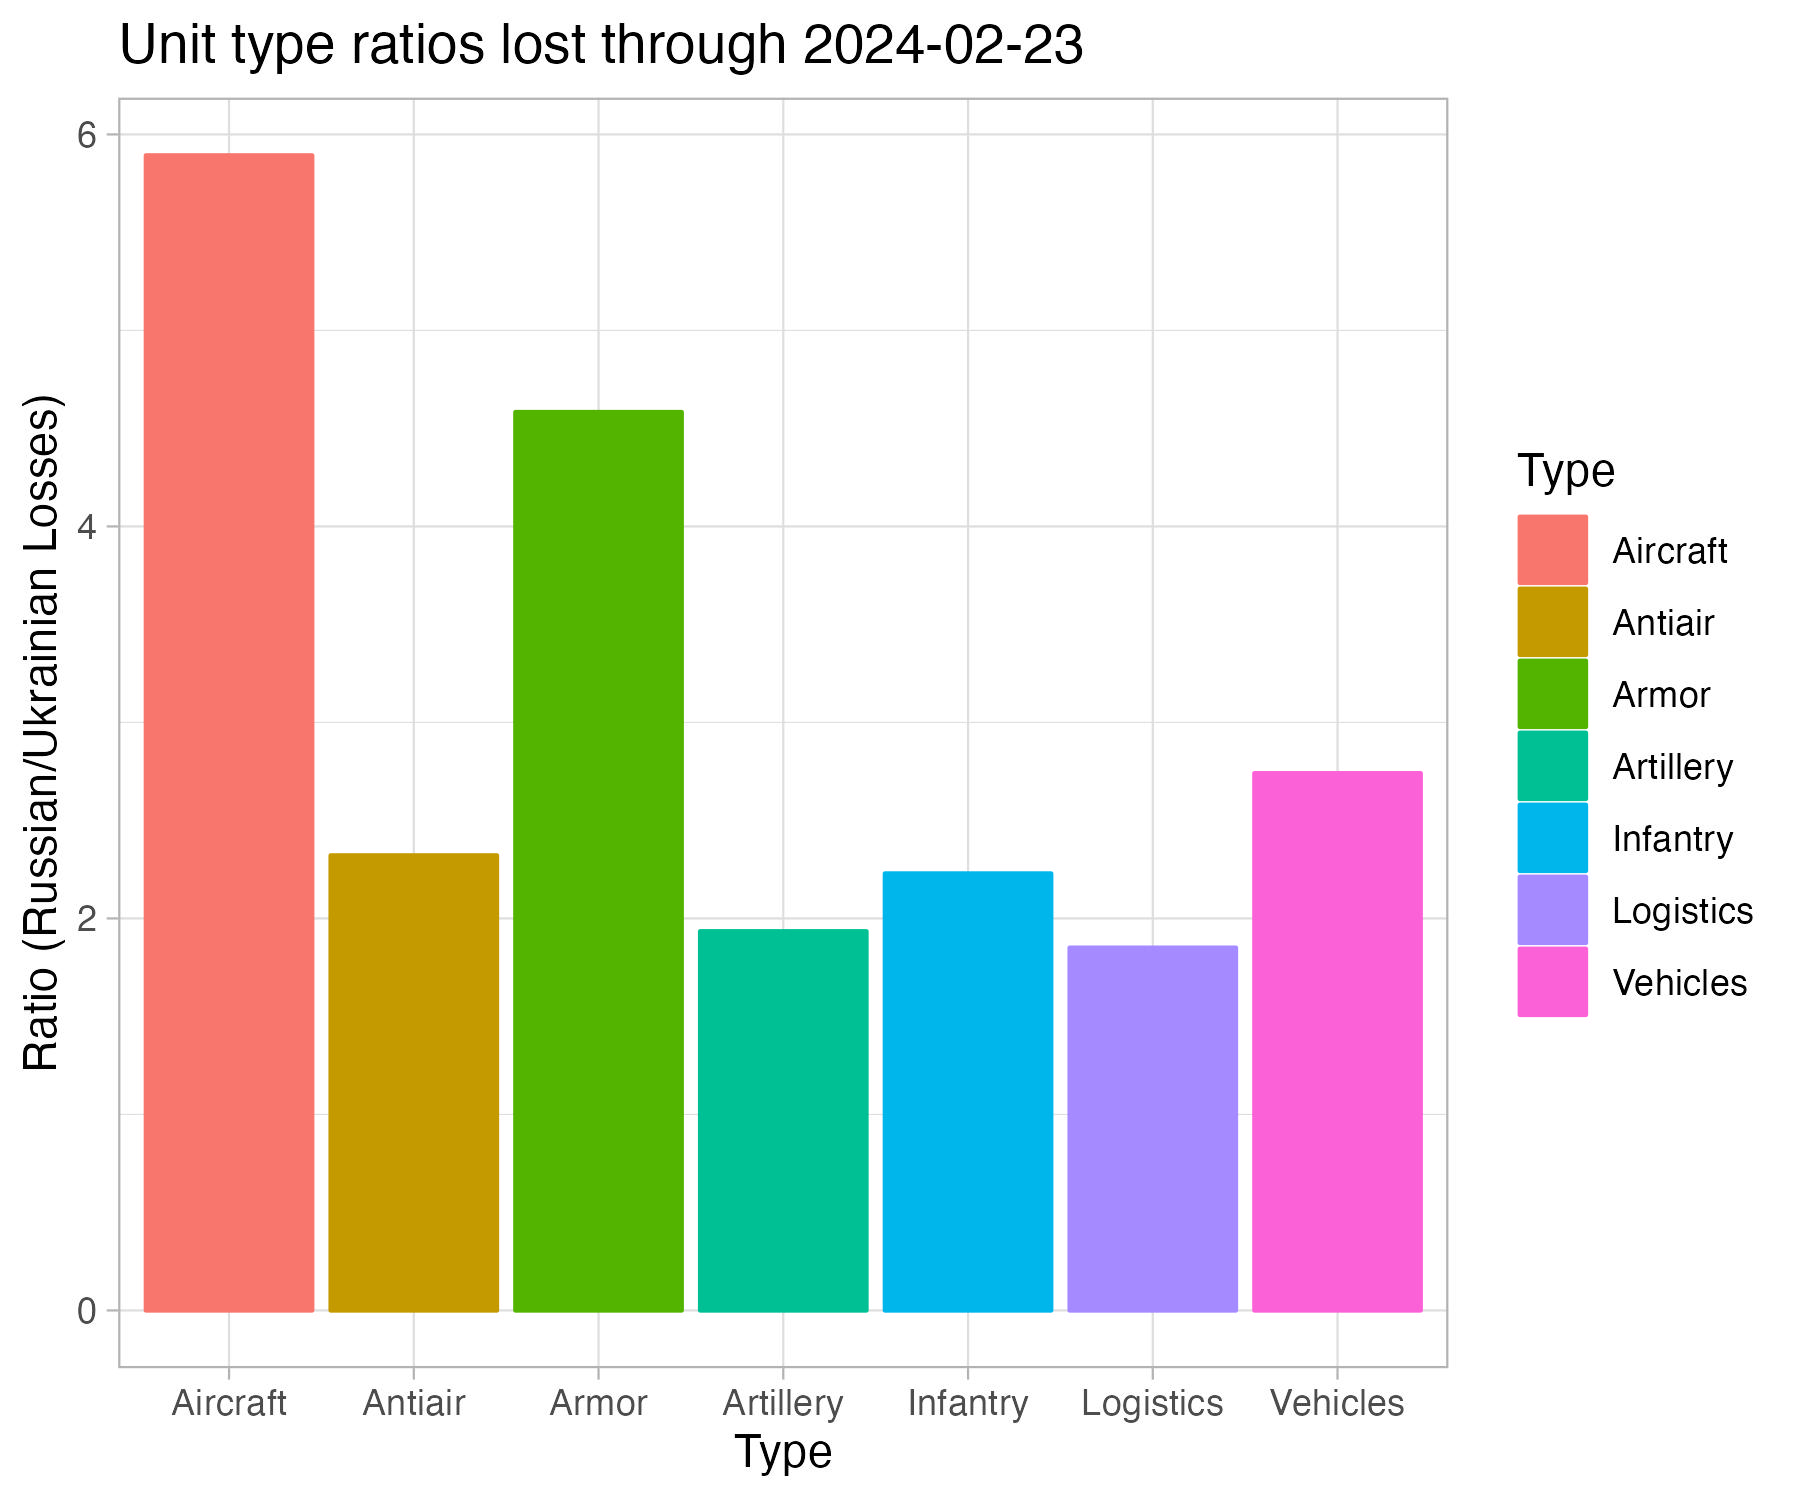 Unit type ratios lost through 2024-02-23
Ratio (Russian/Ukrainian Losses)
6
4
2
0
Aircraft Antiair Armor Artillery Infantry Logistics Vehicles
Type
Type
Aircraft
Antiair
Armor
Artillery
Infantry
Logistics
Vehicles